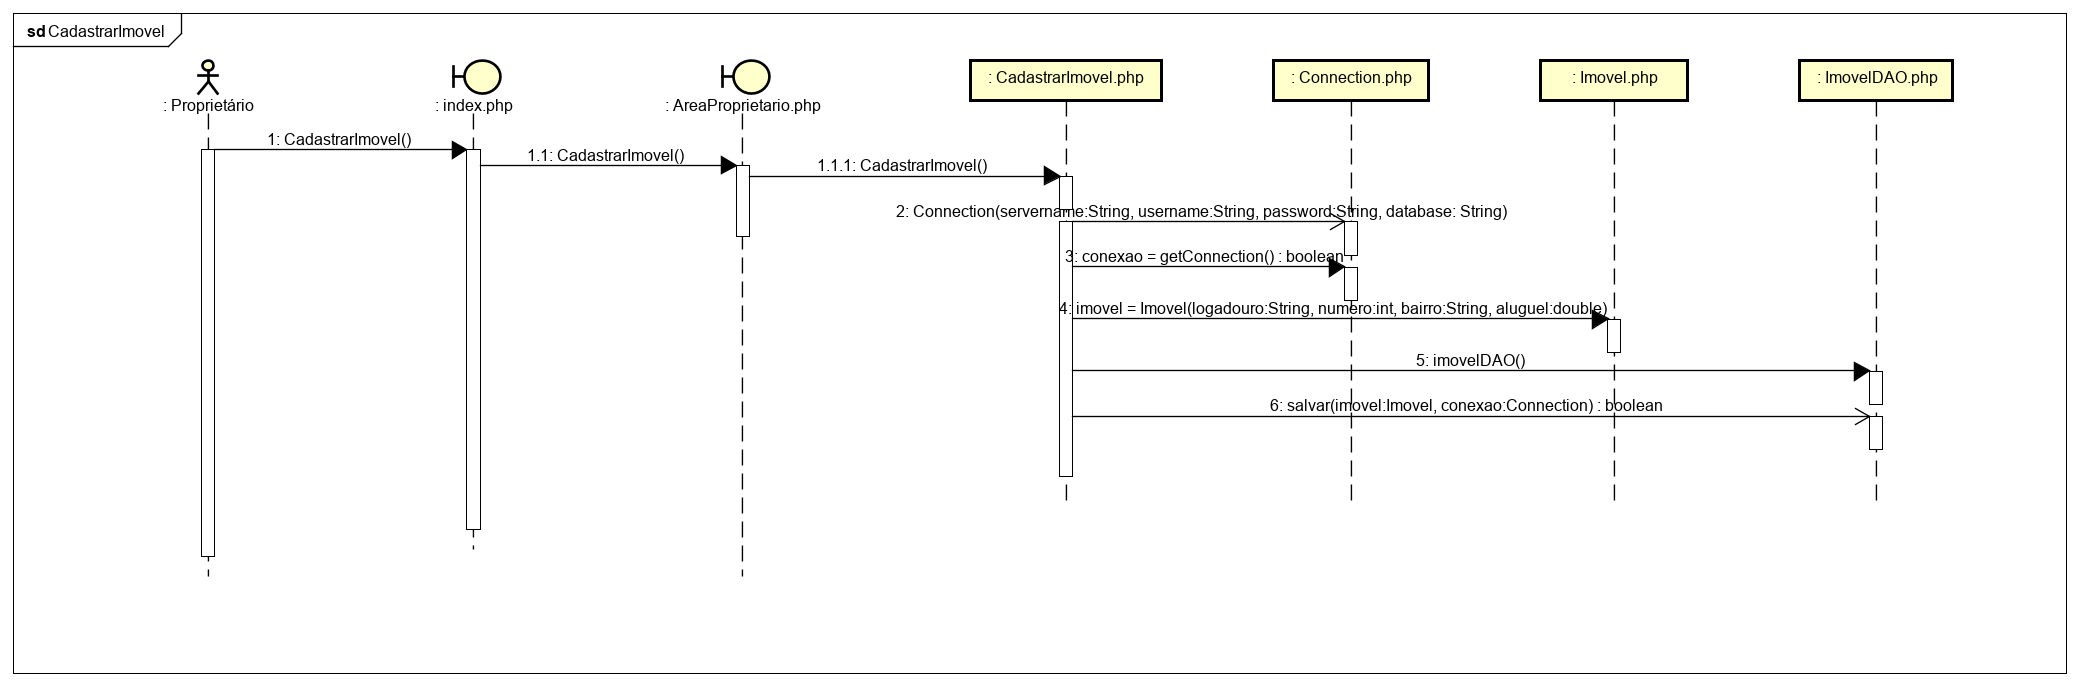 sd CadastrarImovel
: Proprietário
: index.php
: AreaProprietario.php
: CadastrarImovel.php
: Connection.php
: Imovel.php
: ImovelDAO.php
1: CadastrarImovel()
1.1: CadastrarImovel()
1.1.1: CadastrarImovel()
2: Connection(servername:String, username:String, password:String, database: String)
3: conexao = getConnection() : boolean
4: imovel = Imovel(logadouro:String, numero:int, bairro:String, aluguel:double)
5: imovelDAO()
6: salvar(imovel:Imovel, conexao:Connection) : boolean